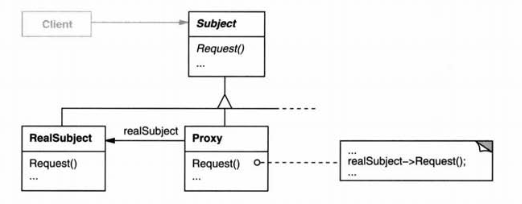 Client
Subject
Request()
...
RealSubject
Request()
...
realSubject
Proxy
Request()
...
...
realSubject->Request();
...